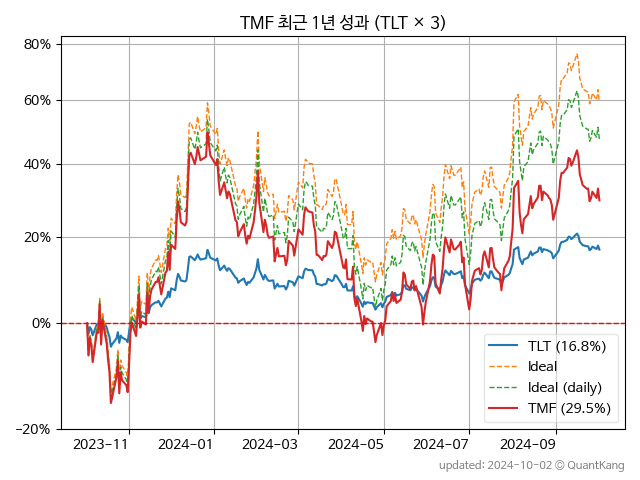 TMF 최근 1년 성과 (TLT × 3)
80%
60%
40%
20%
0%
−20%
2023−11
2024−01
2024−03
2024−05
2024−07
2024−09
TLT (16.8%)
Ideal
Ideal (daily)
TMF (29.5%)
updated: 2024-10-02 © QuantKang